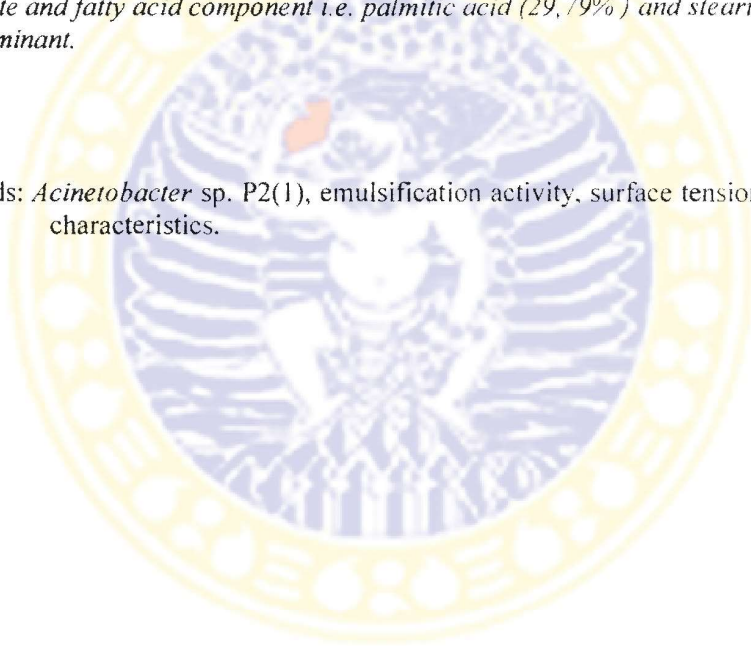 te and fatty acid component i.e. palmitic acid (29,79%) and stear
minant.
ds: Acinetobacter sp. P2(1), emulsification activity, surface tension
characteristics.